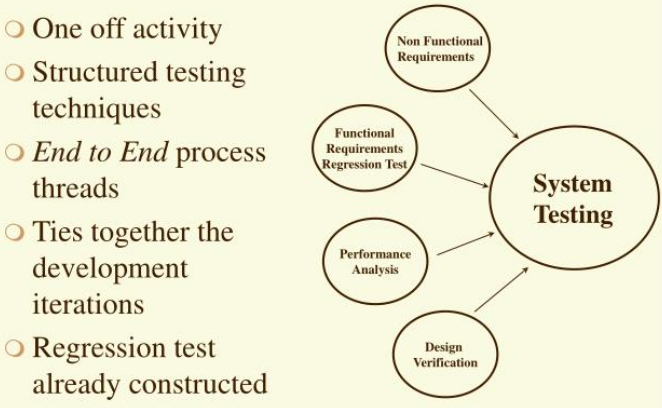 One off activity
Structured testing
techniques
End to End process
threads
Ties together the
development
iterations
Regression test
already constructed
Non Functional
Requirements
Functional
Requirements
Regression Test
Performance
Analysis
Design
Verification
System
Testing